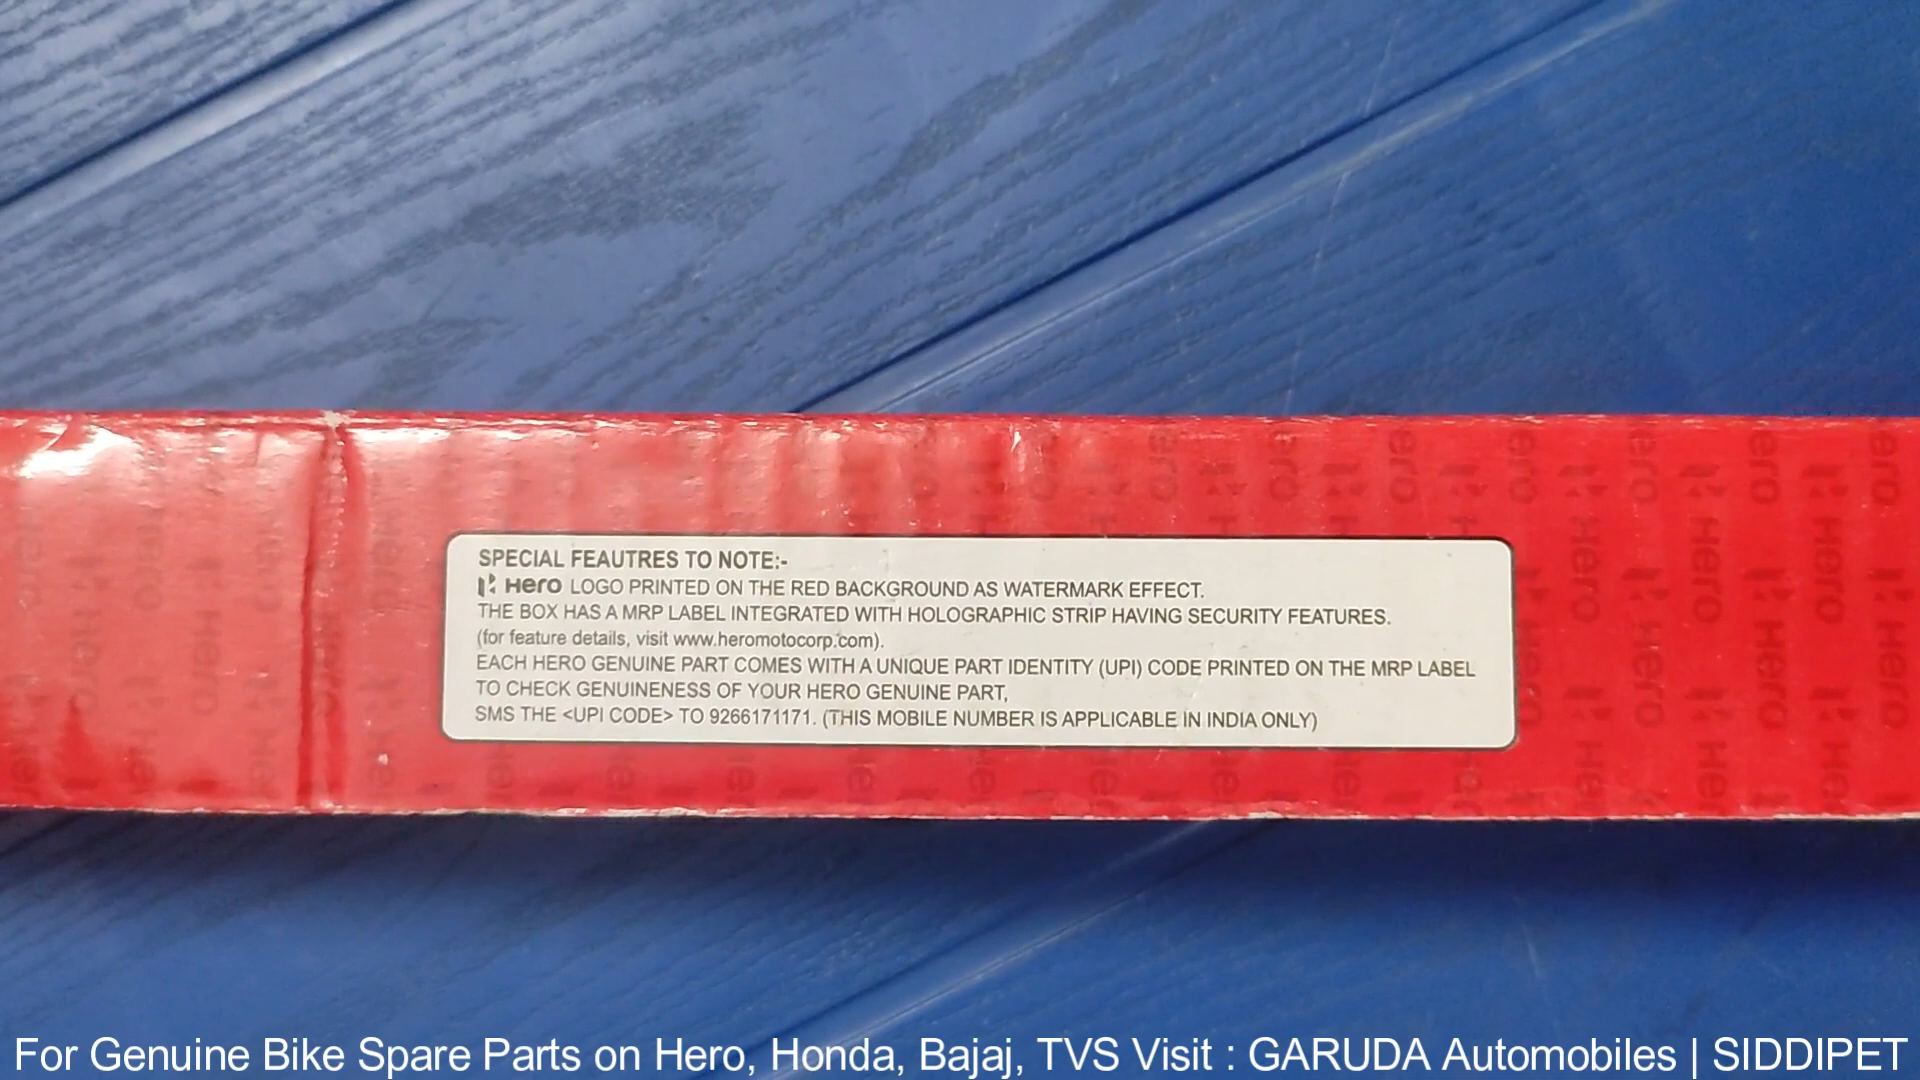 SPECIAL FEAUTRES TO NOTE:-
Hero LOGO PRINTED ON THE RED BACKGROUND AS WATERMARK EFFECT.
THE BOX HAS A MRP LABEL INTEGRATED WITH HOLOGRAPHIC STRIP HAVING SECURITY FEATURES.
(for feature details, visit www.heromotocorp.com).
EACH HERO GENUINE PART COMES WITH A UNIQUE PART IDENTITY (UPI) CODE PRINTED ON THE MRP LABEL
TO CHECK GENUINENESS OF YOUR HERO GENUINE PART,
SMS THE <UPI CODE> TO 9266171171. (THIS MOBILE NUMBER IS APPLICABLE IN INDIA ONLY)
For Genuine Bike Spare Parts on Hero, Honda, Bajaj, TVS Visit : GARUDA Automobiles | SIDDIPET